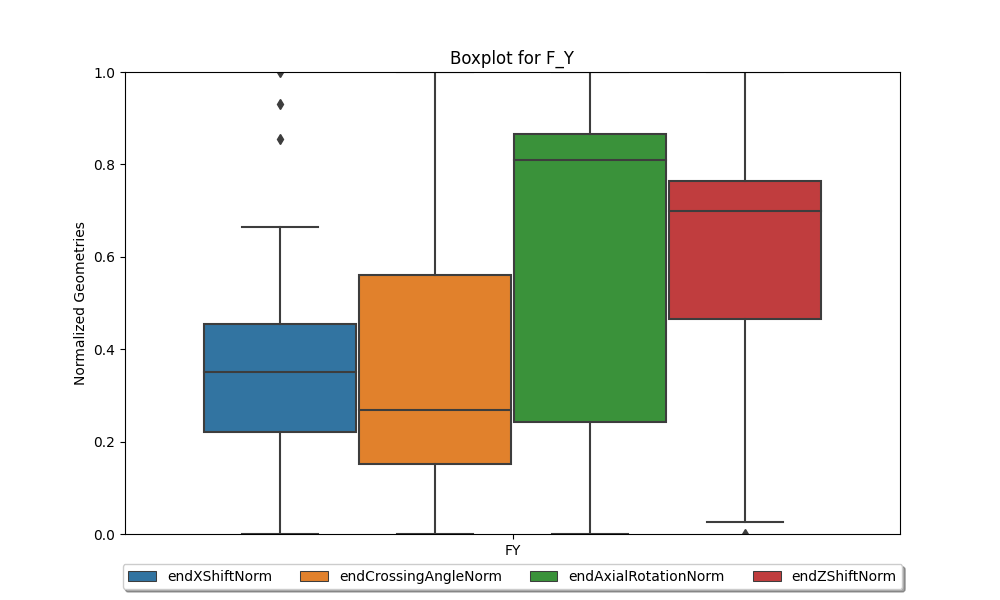 Boxplot for F_Y
1.0
0.8
0.6
0.4
0.2
0.0
Normalized Geometries
FY
endXShiftNorm endCrossingAngleNorm endAxialRotationNorm endZShiftNorm